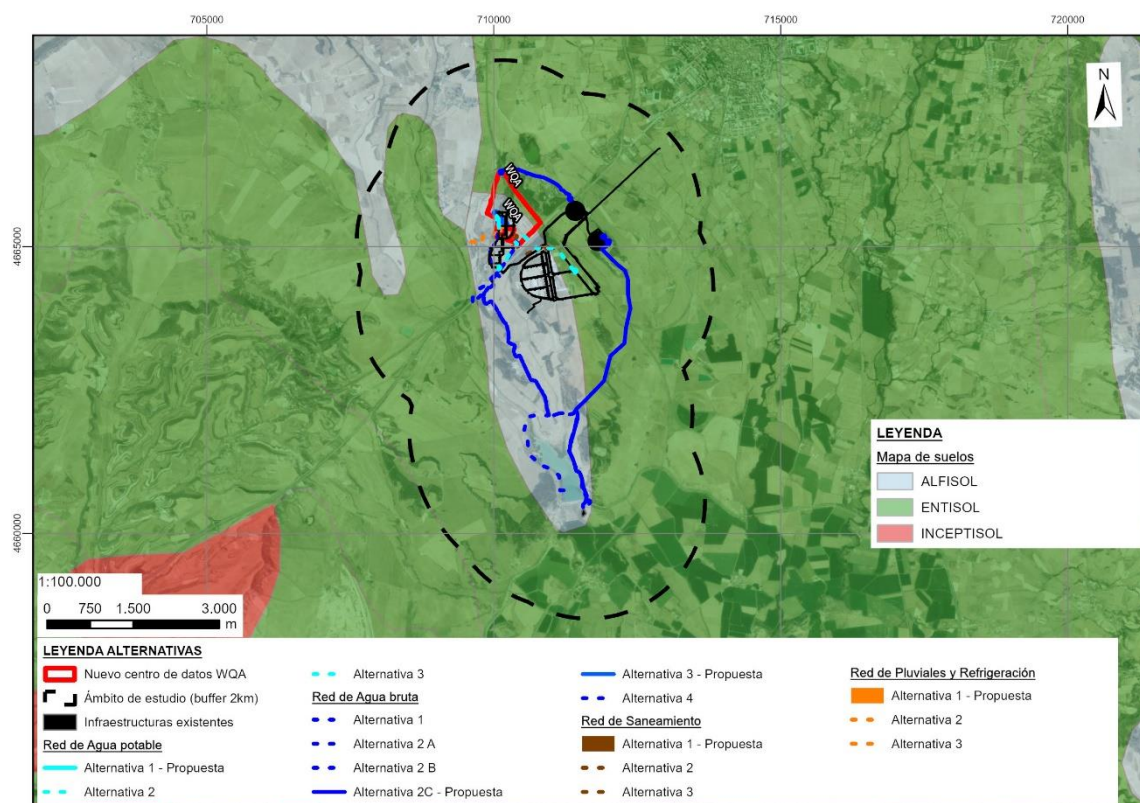 705000
710000
715000
720000
N
WQA
WQA
4665000
4660000
LEYENDA
Mapa de suelos
ALFISOL
ENTISOL
INCEPTISOL
1:100.000
0 750 1.500 3.000
m
LEYENDA ALTERNATIVAS
Nuevo centro de datos WQA
Ámbito de estudio (buffer 2km)
Infraestructuras existentes
Red de Agua potable
Alternativa 1 - Propuesta
Alternativa 2
Alternativa 3
Red de Agua bruta
Alternativa 1
Alternativa 2 A
Alternativa 2 B
Alternativa 2C - Propuesta
Alternativa 3 - Propuesta
Alternativa 4
Red de Saneamiento
Alternativa 1 - Propuesta
Alternativa 2
Alternativa 3
Red de Pluviales y Refrigeración
Alternativa 1 - Propuesta
Alternativa 2
Alternativa 3